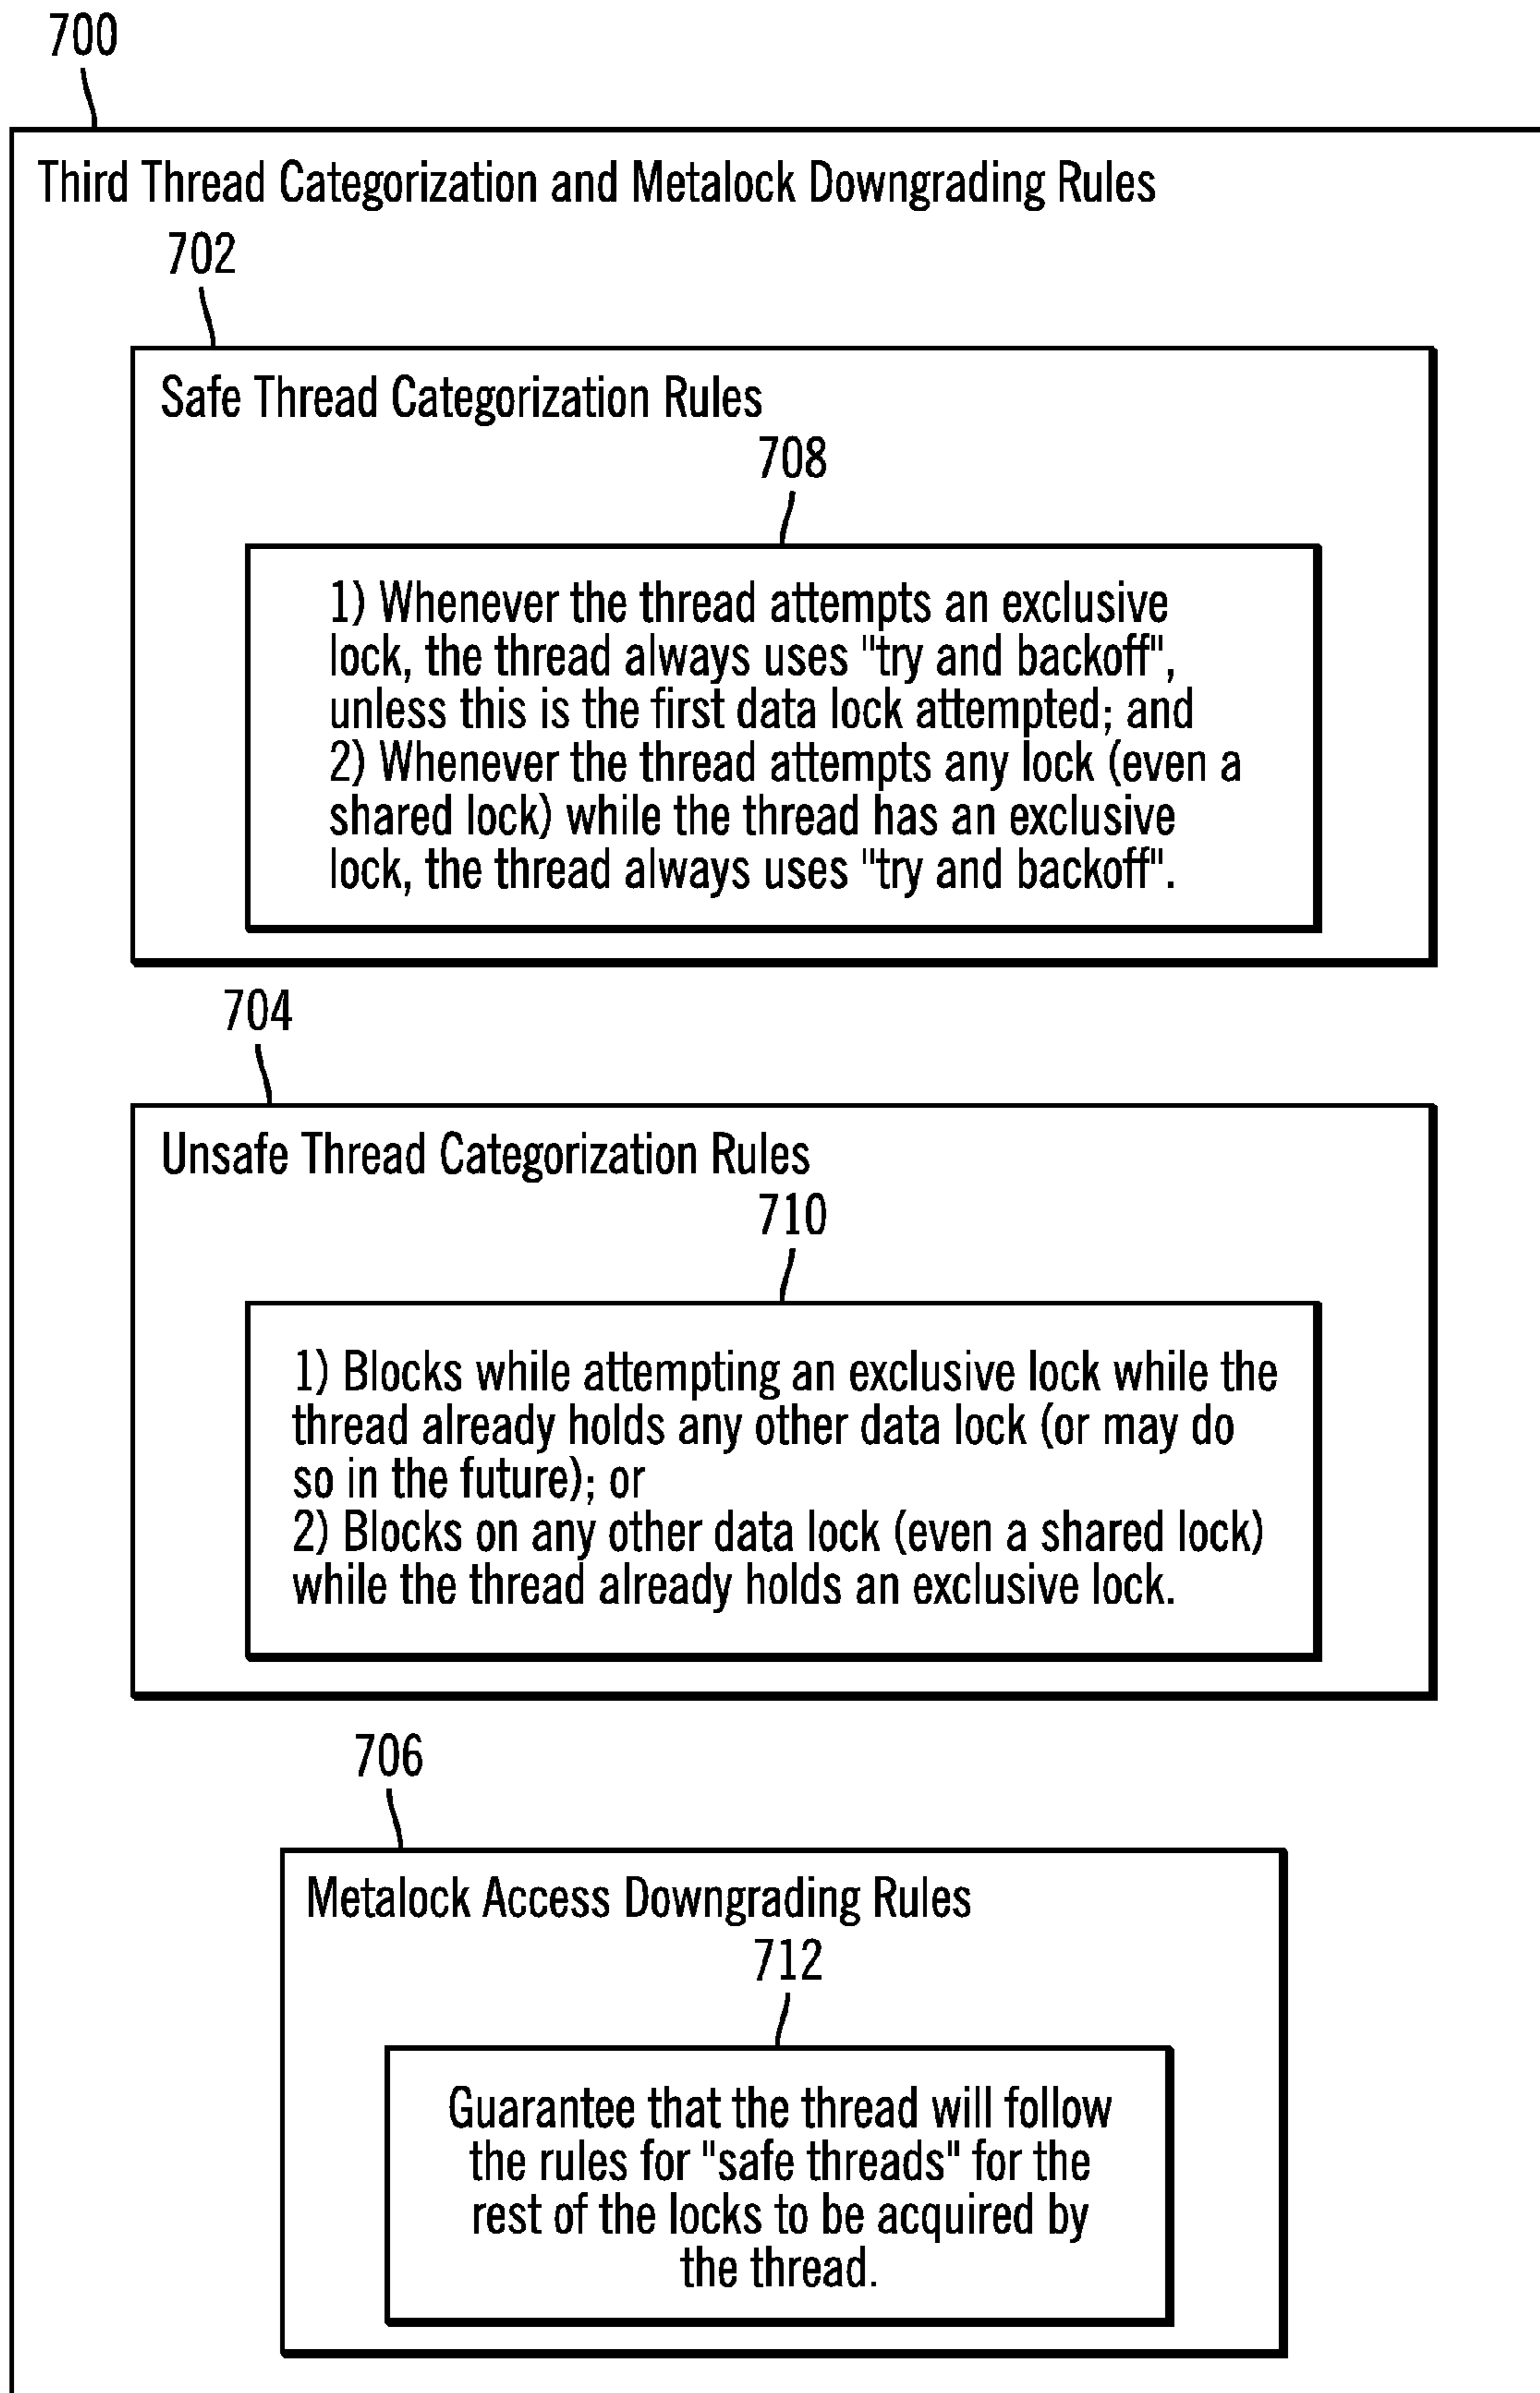 700
Third Thread Categorization and Metalock Downgrading Rules
702
Safe Thread Categorization Rules
708
1) Whenever the thread attempts an exclusive
lock, the thread always uses "try and backoff",
unless this is the first data lock attempted; and
2) Whenever the thread attempts any lock (even a
shared lock) while the thread has an exclusive
lock, the thread always uses "try and backoff".
704
Unsafe Thread Categorization Rules
710
1) Blocks while attempting an exclusive lock while the
thread already holds any other data lock (or may do
so in the future); or
2) Blocks on any other data lock (even a shared lock)
while the thread already holds an exclusive lock.
706
Metalock Access Downgrading Rules
712
Guarantee that the thread will follow
the rules for "safe threads" for the
rest of the locks to be acquired by
the thread.